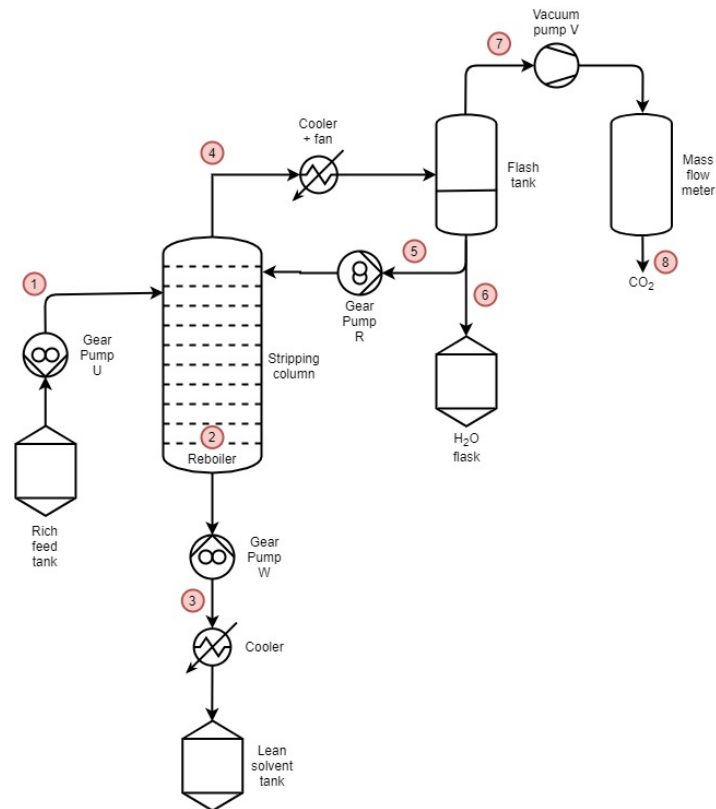 7
Vacuum
pump V
4
Cooler
+ fan
Flash
tank
Mass
flow
meter
1
5
8
CO₂
6
Gear
Pump
U
Gear
Pump
R
Stripping
column
2
Reboiler
H₂O
flask
Rich
feed
tank
Gear
Pump
W
3
Cooler
Lean
solvent
tank